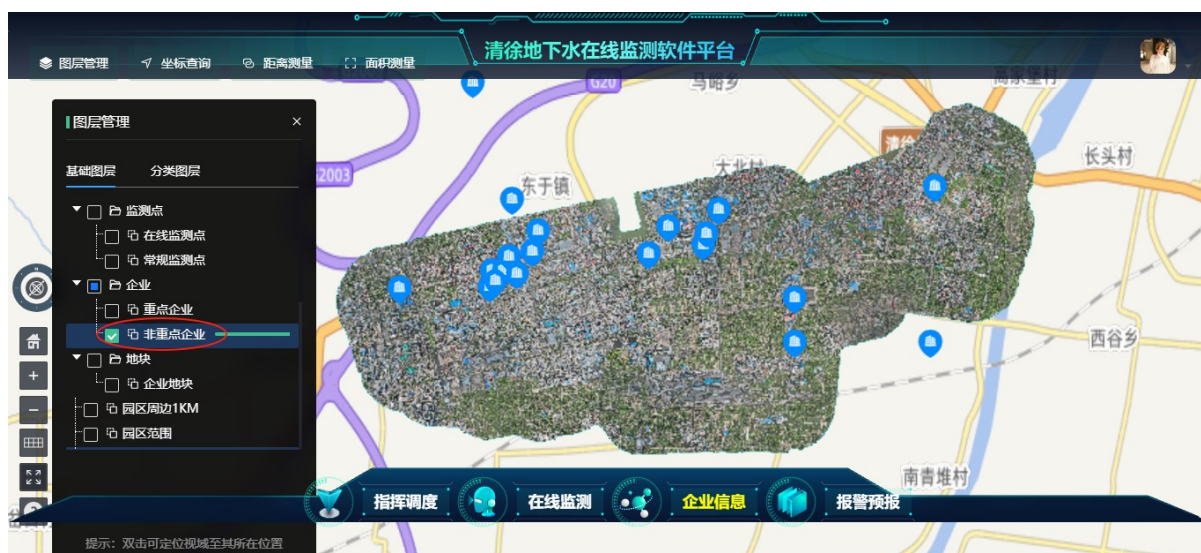 清徐地下水在线监测软件平台
图层管理 坐标查询 距离测量 面积测量
G20
马峪乡
高家堡村
图层管理 ×
基础图层 分类图层
监测点
在线监测点
常规监测点
企业
重点企业
非重点企业
地块
企业地块
园区周边1KM
园区范围
提示：双击可定位视域至其所在位置
2003
东于镇
大北村
清徐
长头村
西谷乡
南青堆村
指挥调度 在线监测 企业信息 报警预报